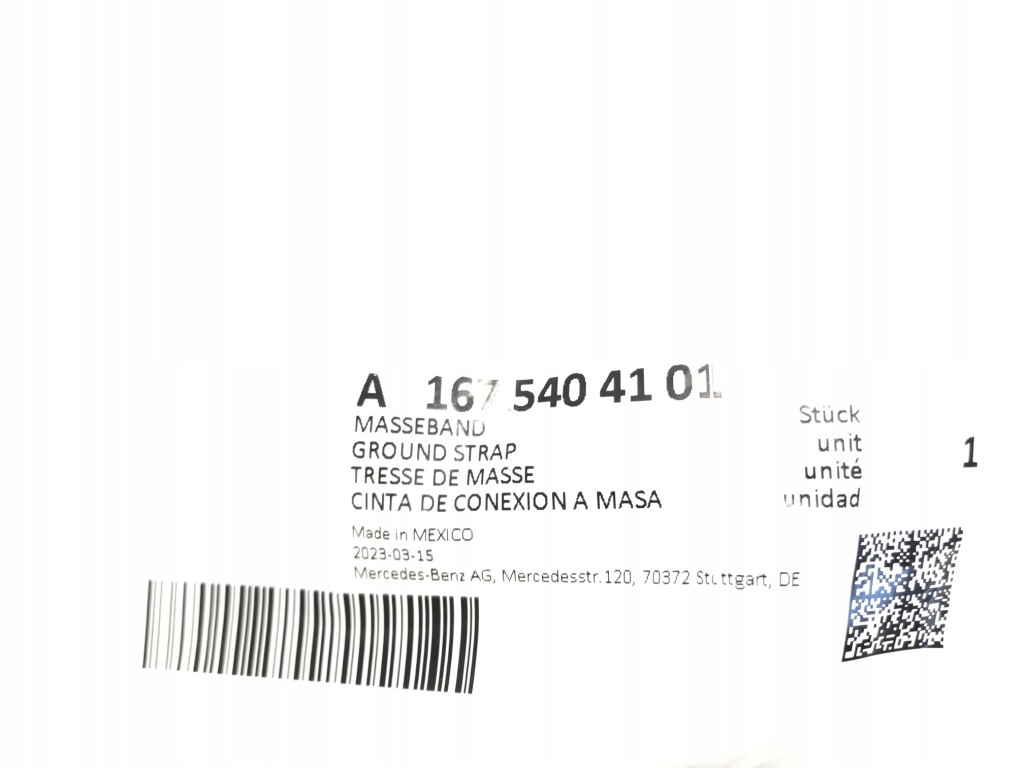 A 167 540 41 01
MASSEBAND
GROUND STRAP
TRESSE DE MASSE
CINTA DE CONEXION A MASA
Stück
unit
unité
unidad
1
Made in MEXICO
2023-03-15
Mercedes-Benz AG, Mercedesstr.120, 70372 Stuttgart, DE